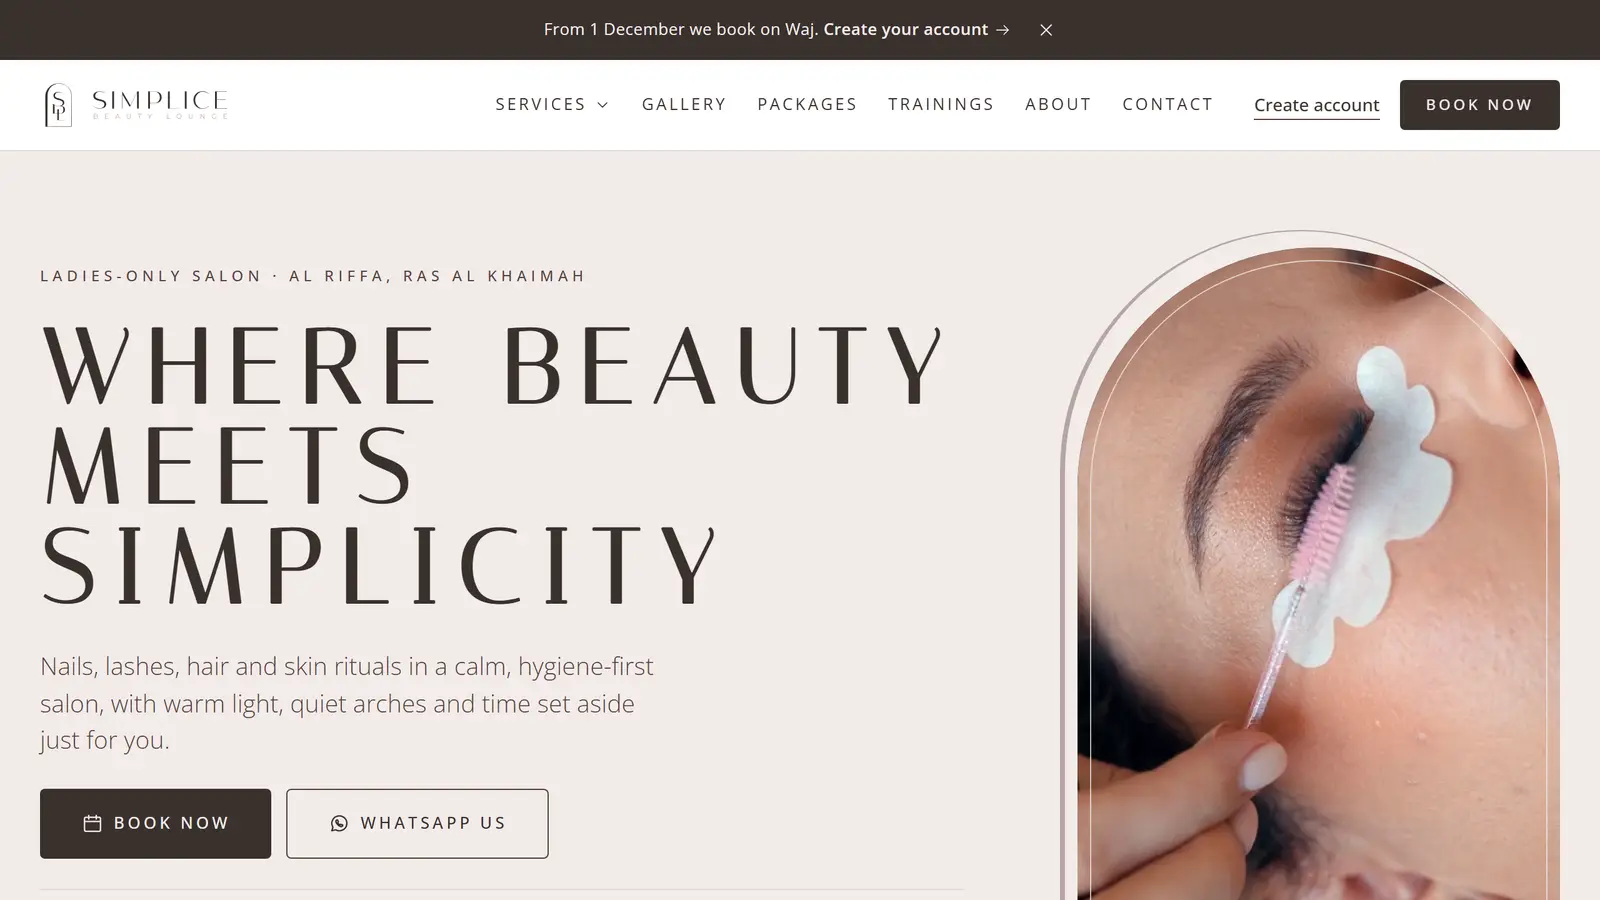 From 1 December we book on Waj. Create your account →
SIMPLICE
BEAUTY LOUNGE
SERVICES
GALLERY
PACKAGES
TRAININGS
ABOUT
CONTACT
Create account
BOOK NOW
LADIES-ONLY SALON · AL RIFFA, RAS AL KHAIMAH
WHERE BEAUTY
MEETS
SIMPLICITY
Nails, lashes, hair and skin rituals in a calm, hygiene-first
salon, with warm light, quiet arches and time set aside
just for you.
BOOK NOW
WHATSAPP US